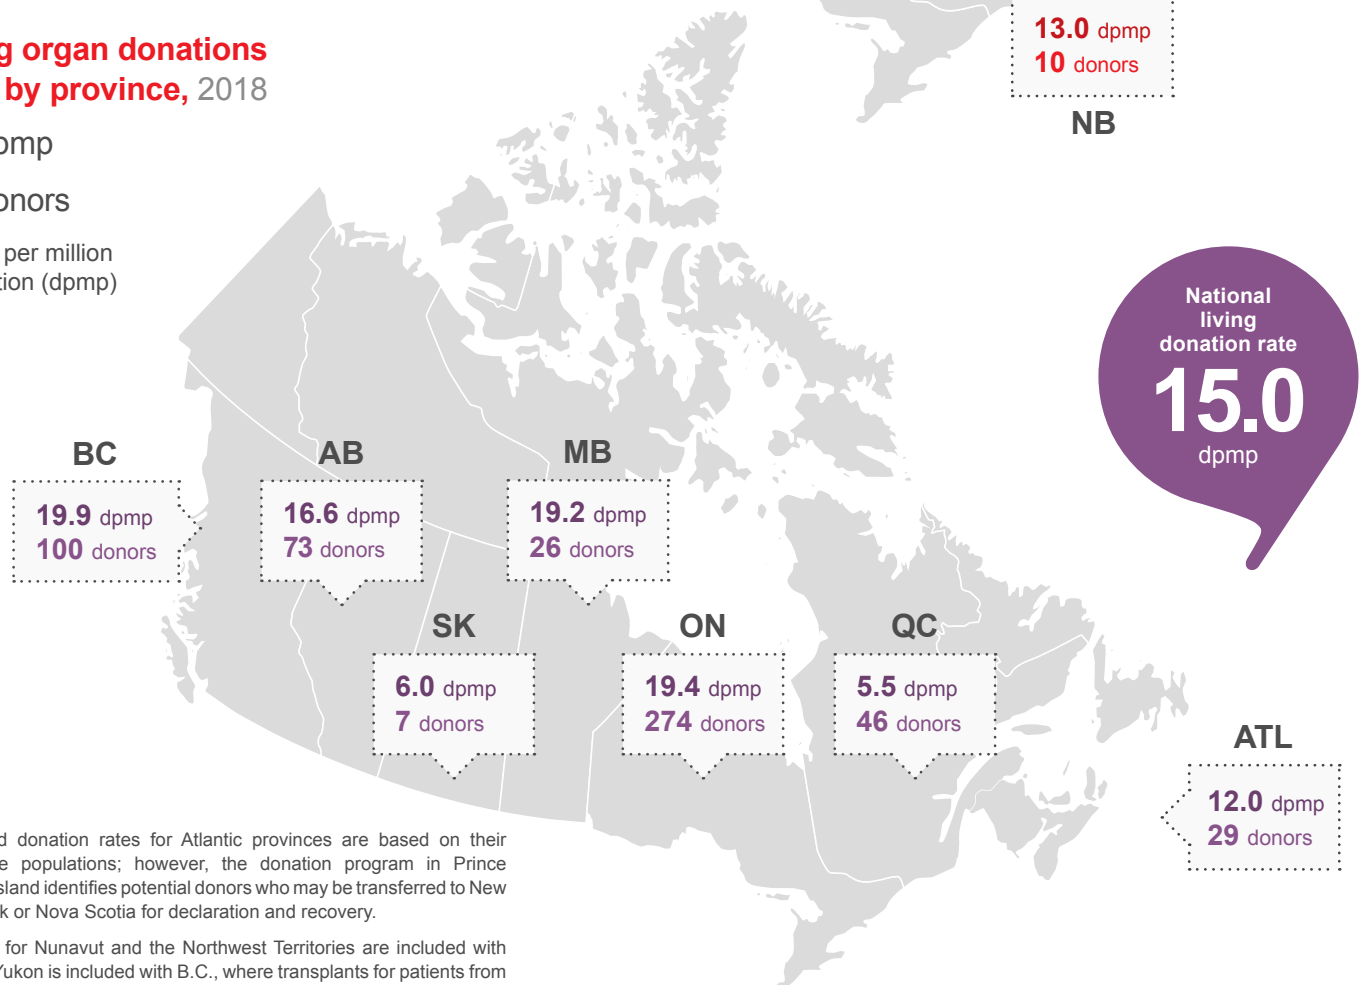 g organ donations
by province, 2018
pmp
onors
per million
tion (dpmp)
13.0 dpmp
10 donors
NB
National
living
donation rate
15.0
dpmp
BC
19.9 dpmp
100 donors
AB
16.6 dpmp
73 donors
MB
19.2 dpmp
26 donors
SK
6.0 dpmp
7 donors
ON
19.4 dpmp
274 donors
QC
5.5 dpmp
46 donors
ATL
12.0 dpmp
29 donors
d donation rates for Atlantic provinces are based on their
e populations; however, the donation program in Prince
sland identifies potential donors who may be transferred to New
k or Nova Scotia for declaration and recovery.
for Nunavut and the Northwest Territories are included with
Yukon is included with B.C., where transplants for patients from